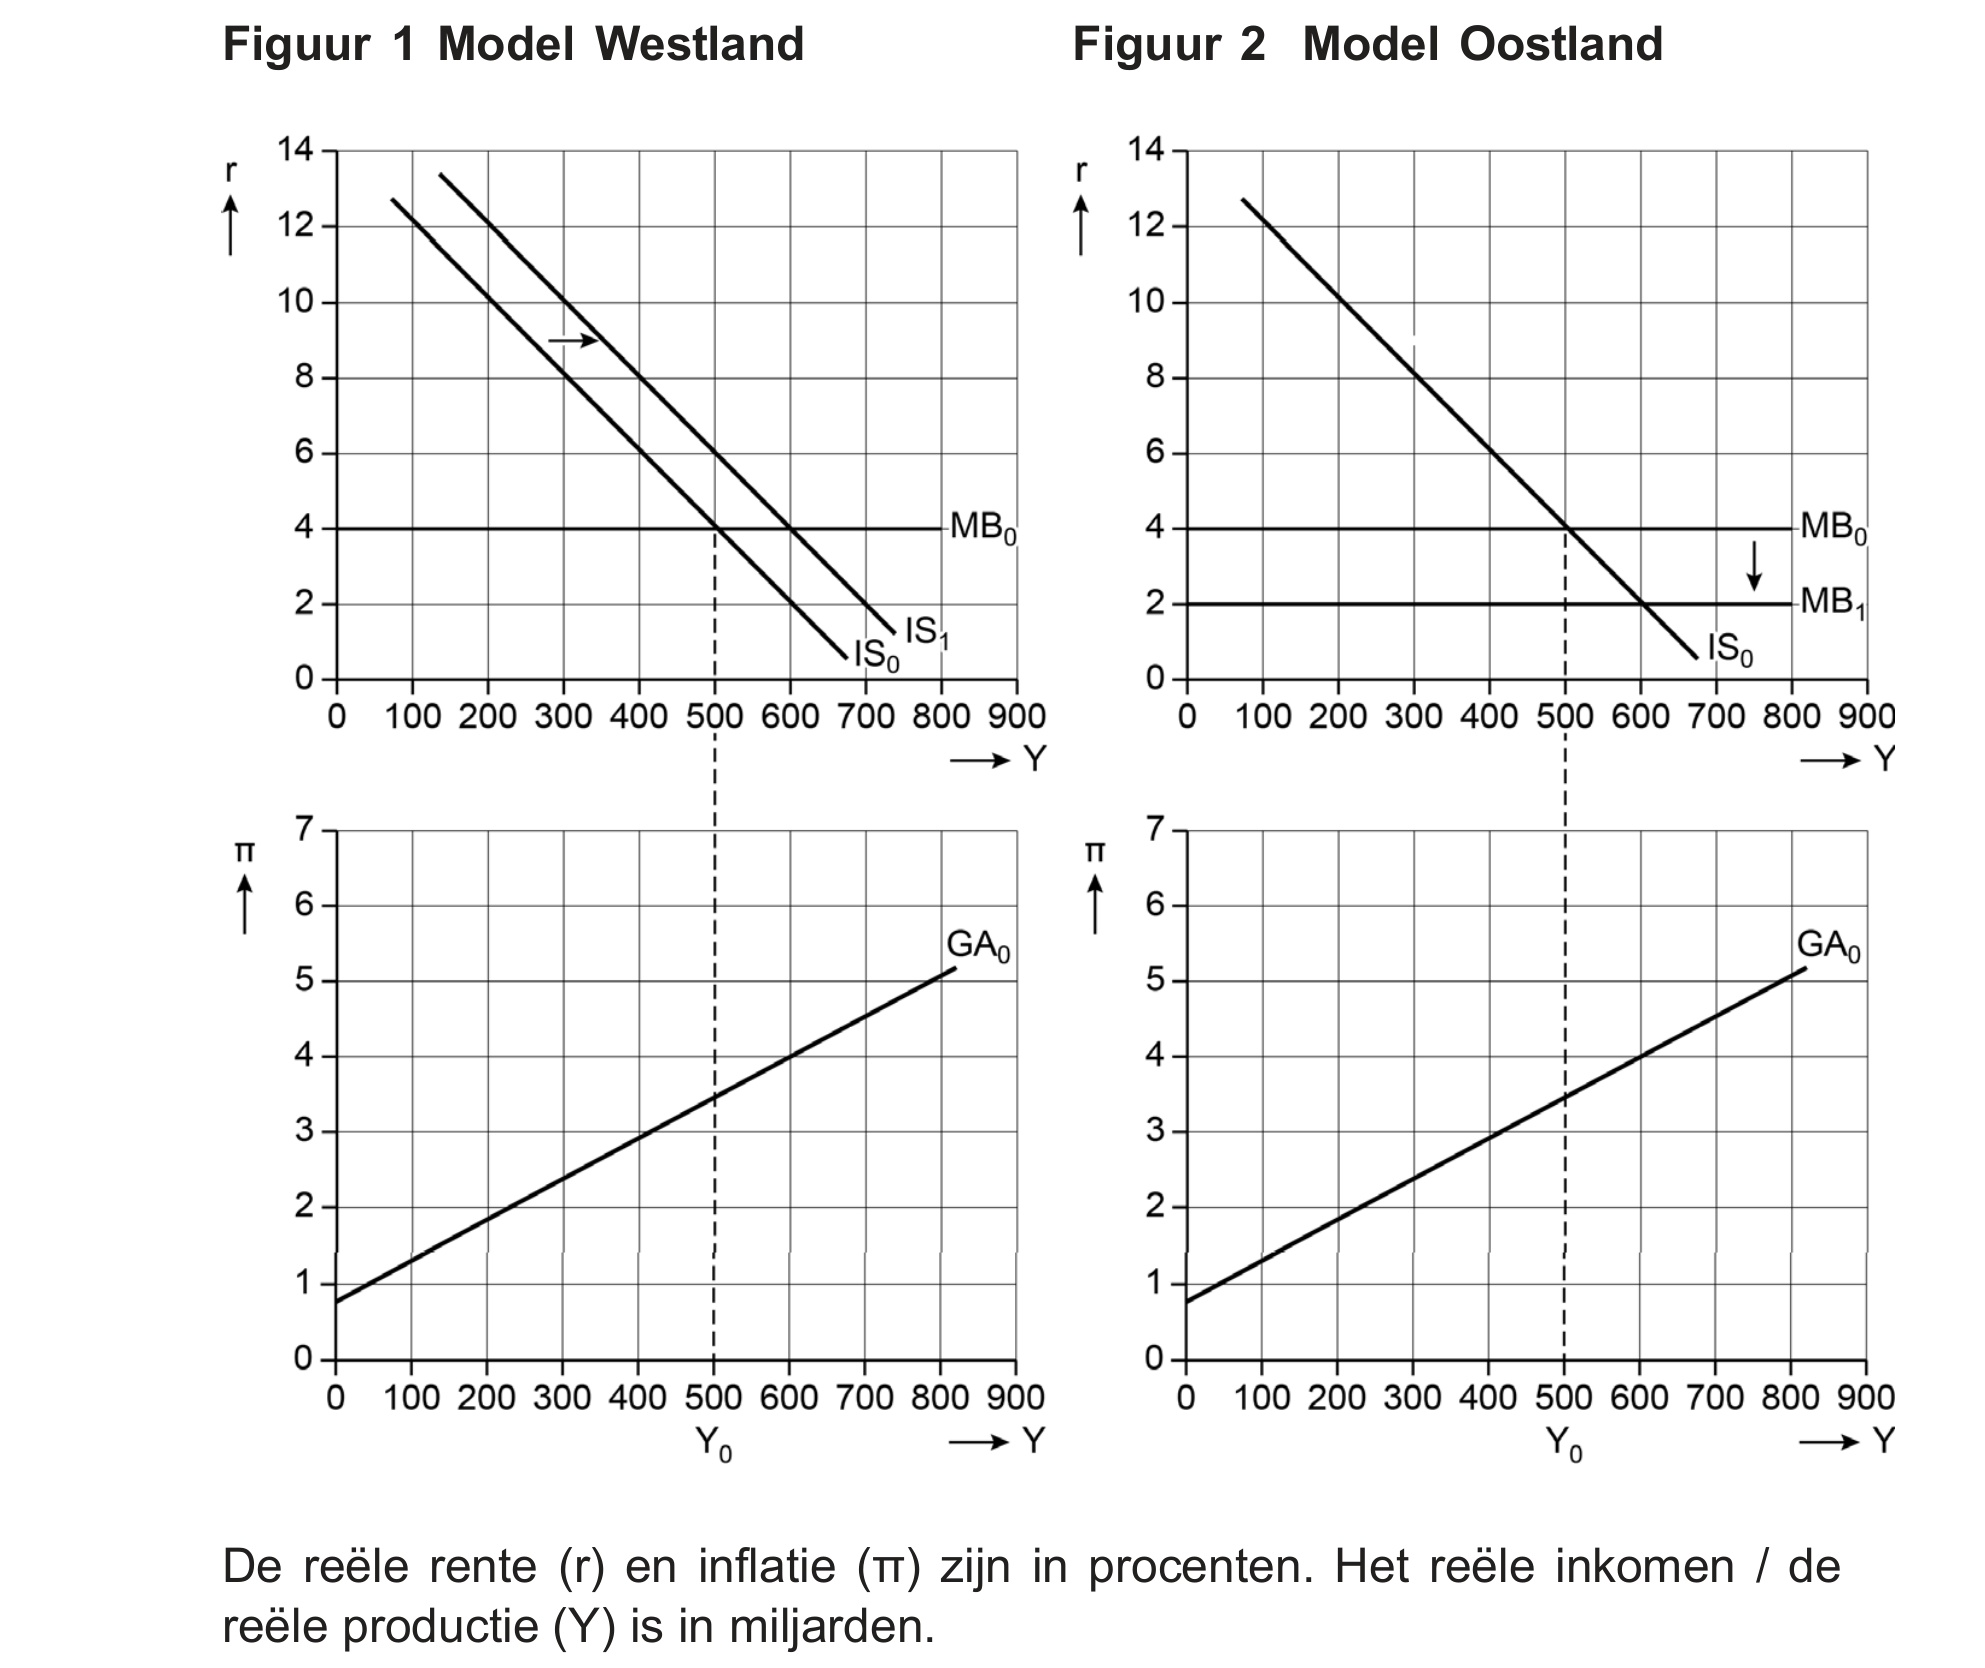 Figuur 1 Model Westland
Figuur 2 Model Oostland
r
14
12
10
8
6
4
2
0
MB0
IS1
IS0
0 100 200 300 400 500 600 700 800 900
Y
r
14
12
10
8
6
4
2
0
MB0
MB1
IS0
0 100 200 300 400 500 600 700 800 900
Y
π
7
6
5
4
3
2
1
0
GA0
0 100 200 300 400 500 600 700 800 900
Y0
Y
π
7
6
5
4
3
2
1
0
GA0
0 100 200 300 400 500 600 700 800 900
Y0
Y
De reële rente (r) en inflatie (π) zijn in procenten. Het reële inkomen / de
reële productie (Y) is in miljarden.